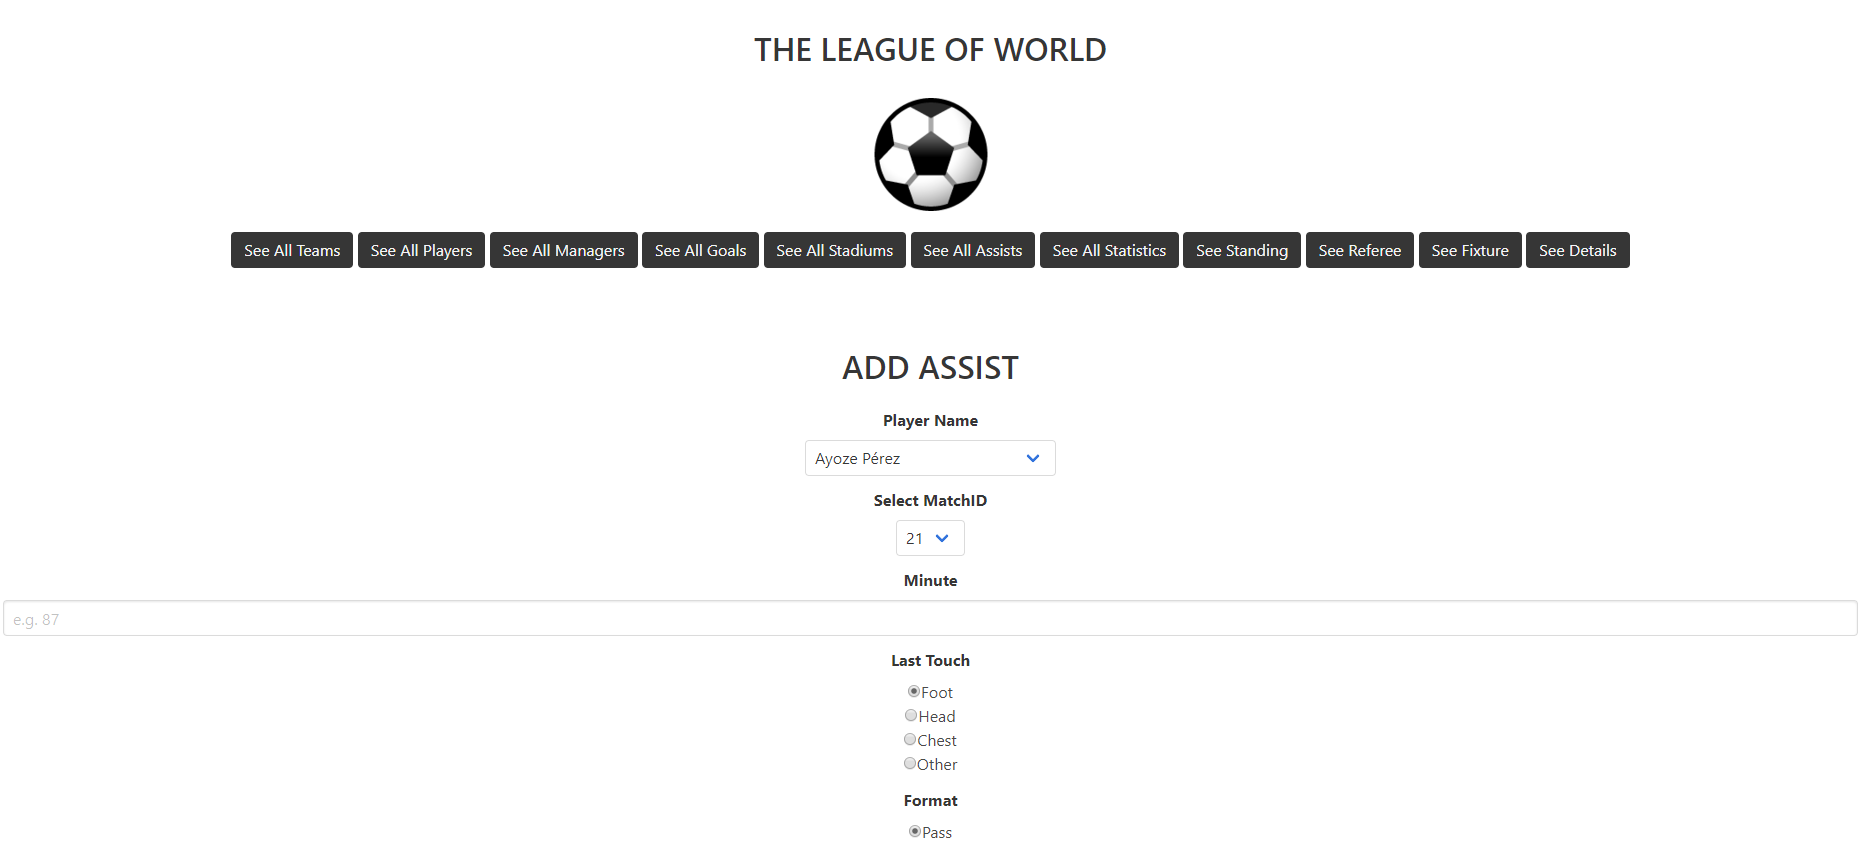 THE LEAGUE OF WORLD
See All Teams See All Players See All Managers See All Goals See All Stadiums See All Assists See All Statistics See Standing See Referee See Fixture See Details
ADD ASSIST
Player Name
Ayoze Pérez
Select MatchID
21
Minute
e.g. 87
Last Touch
Foot
Head
Chest
Other
Format
Pass